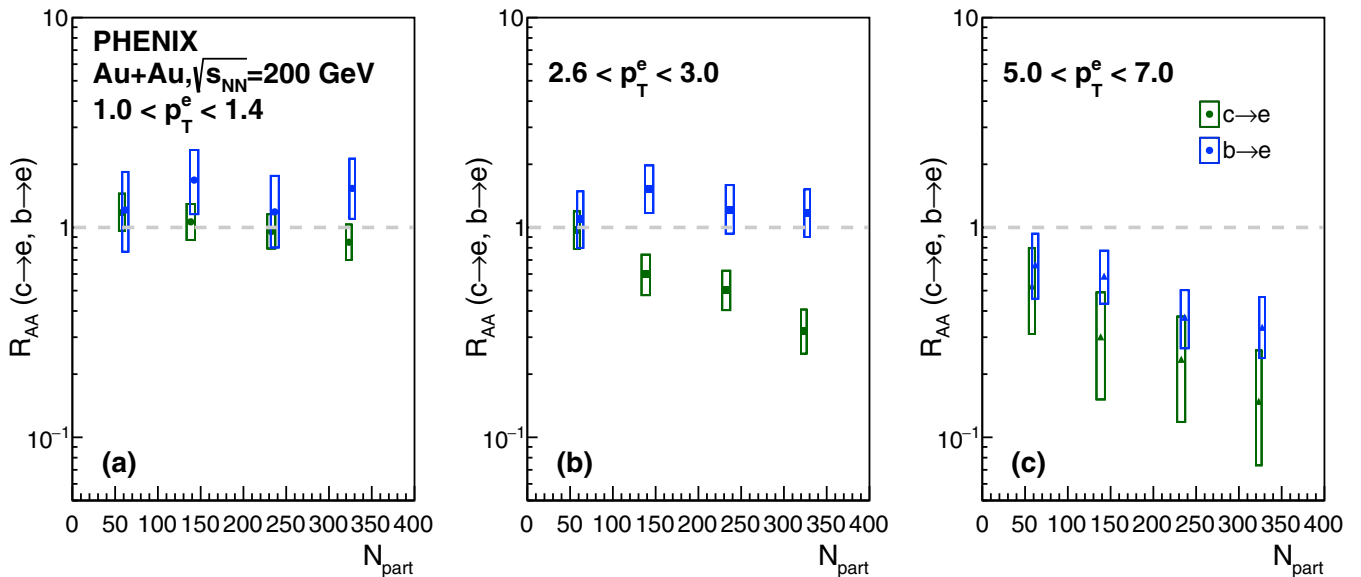 PHENIX
Au+Au, √s_NN=200 GeV
1.0 < p_T^e < 1.4
R_AA (c→e, b→e)
10
1
10^−1
(a)
0 50 100 150 200 250 300 350 400
N_part
2.6 < p_T^e < 3.0
R_AA (c→e, b→e)
10
1
10^−1
(b)
0 50 100 150 200 250 300 350 400
N_part
5.0 < p_T^e < 7.0
c→e
b→e
R_AA (c→e, b→e)
10
1
10^−1
(c)
0 50 100 150 200 250 300 350 400
N_part